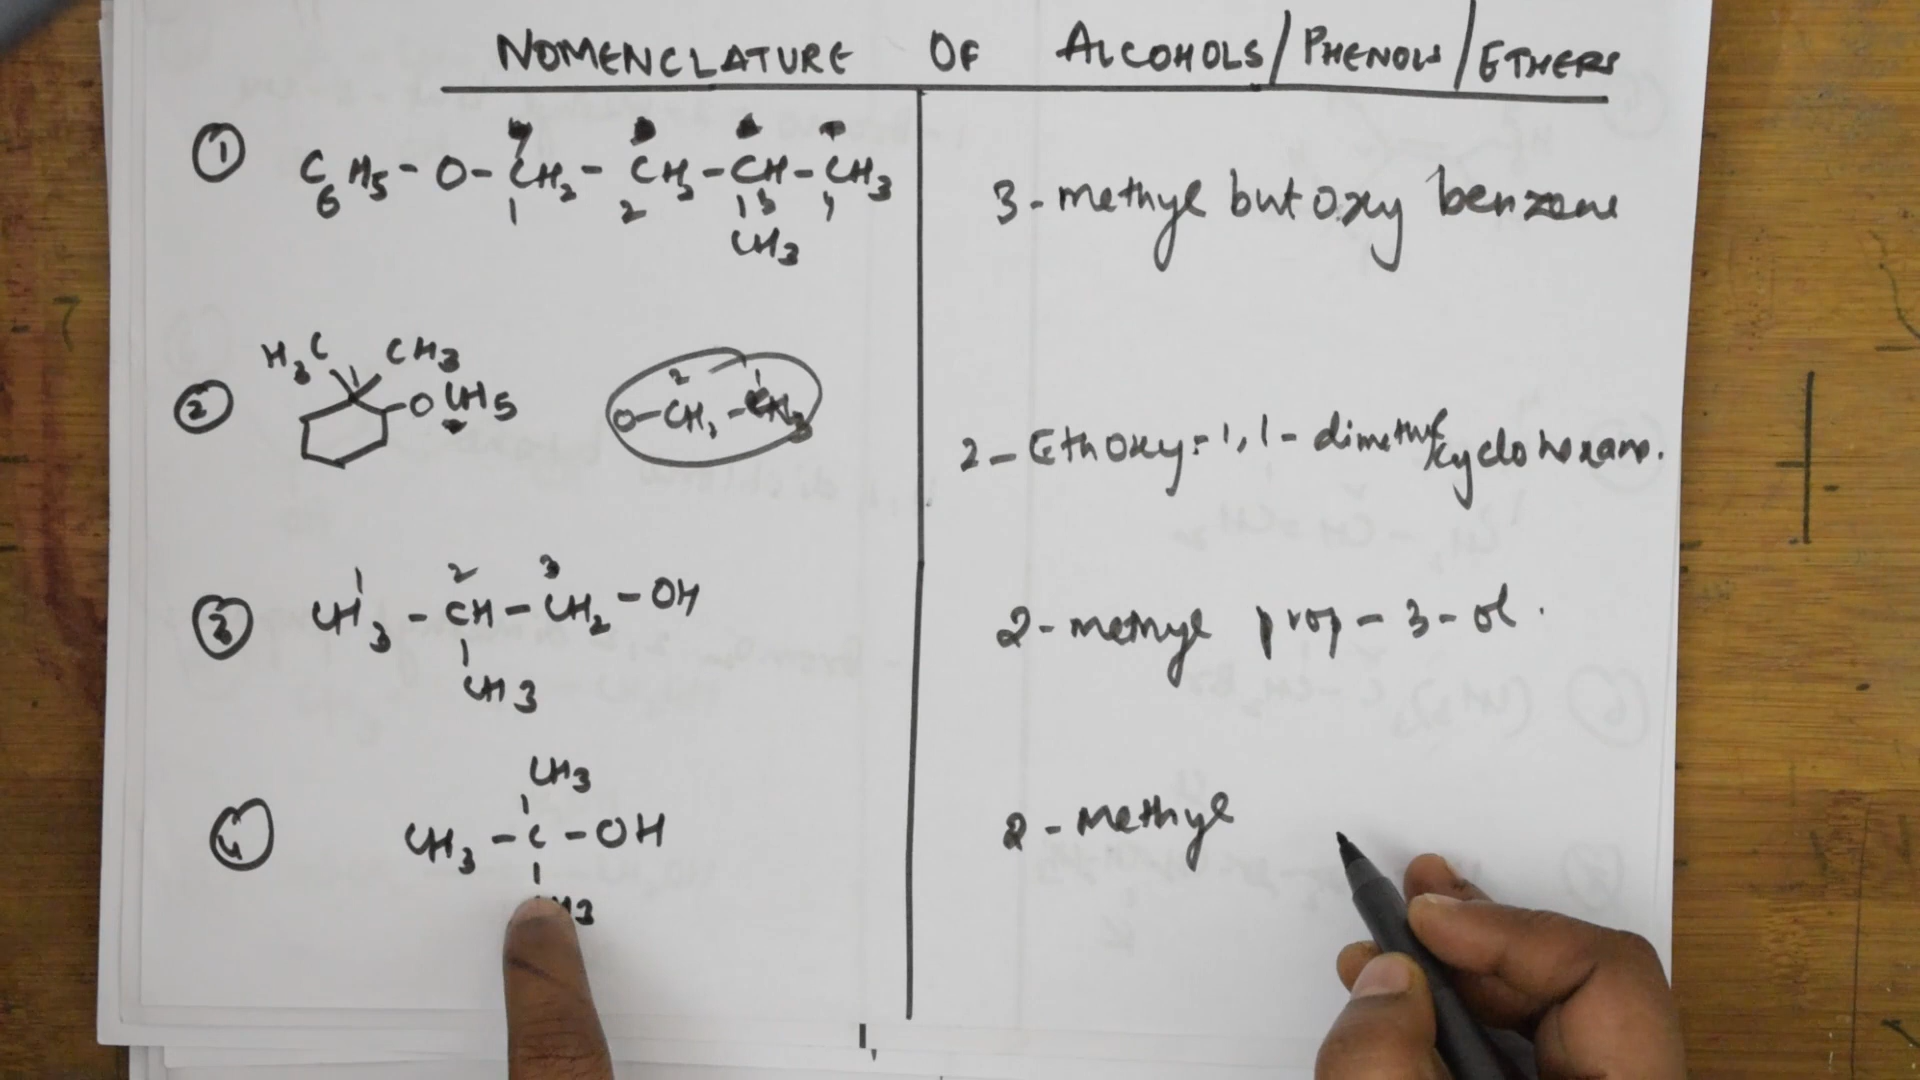 NOMENCLATURE OF ALCOHOLS/PHENOLS/ETHERS
① C6H5-O-CH2-CH2-CH-CH3
1 2 13 4
CH3
3-methyl butoxy benzene
H3C CH3
② OC2H5
2 1
O-CH2-CH3
2-Ethoxy-1,1-dimethyl cyclohexane.
1 2 3
③ CH3-CH-CH2-OH
CH3
2-methyl prop-3-ol.
CH3
④ CH3-C-OH
2-methyl